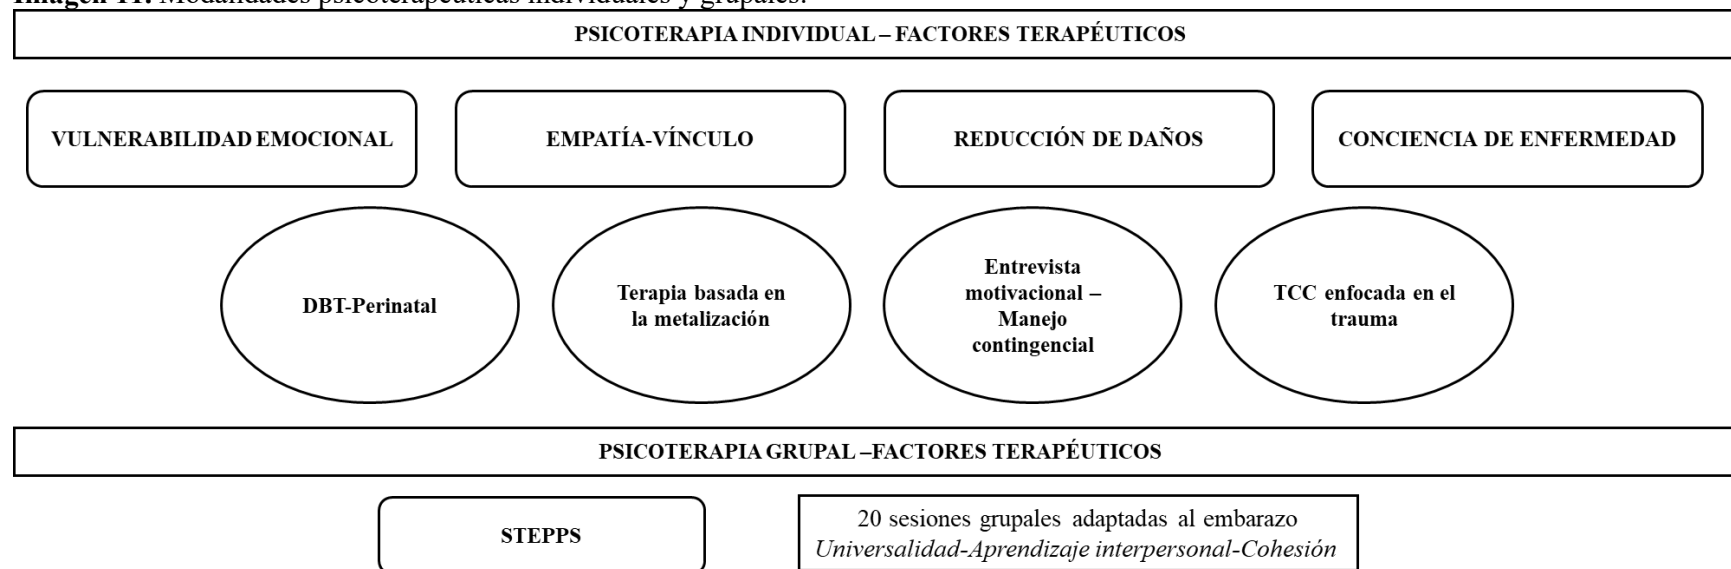 Imagen 11. Modalidades psicoterapéuticas individuales y grupales.
PSICOTERAPIA INDIVIDUAL – FACTORES TERAPÉUTICOS
VULNERABILIDAD EMOCIONAL
EMPATÍA-VÍNCULO
REDUCCIÓN DE DAÑOS
CONCIENCIA DE ENFERMEDAD
DBT-Perinatal
Terapia basada en
la metalización
Entrevista
motivacional –
Manejo
contingencial
TCC enfocada en el
trauma
PSICOTERAPIA GRUPAL –FACTORES TERAPÉUTICOS
STEPPS
20 sesiones grupales adaptadas al embarazo
Universalidad-Aprendizaje interpersonal-Cohesión